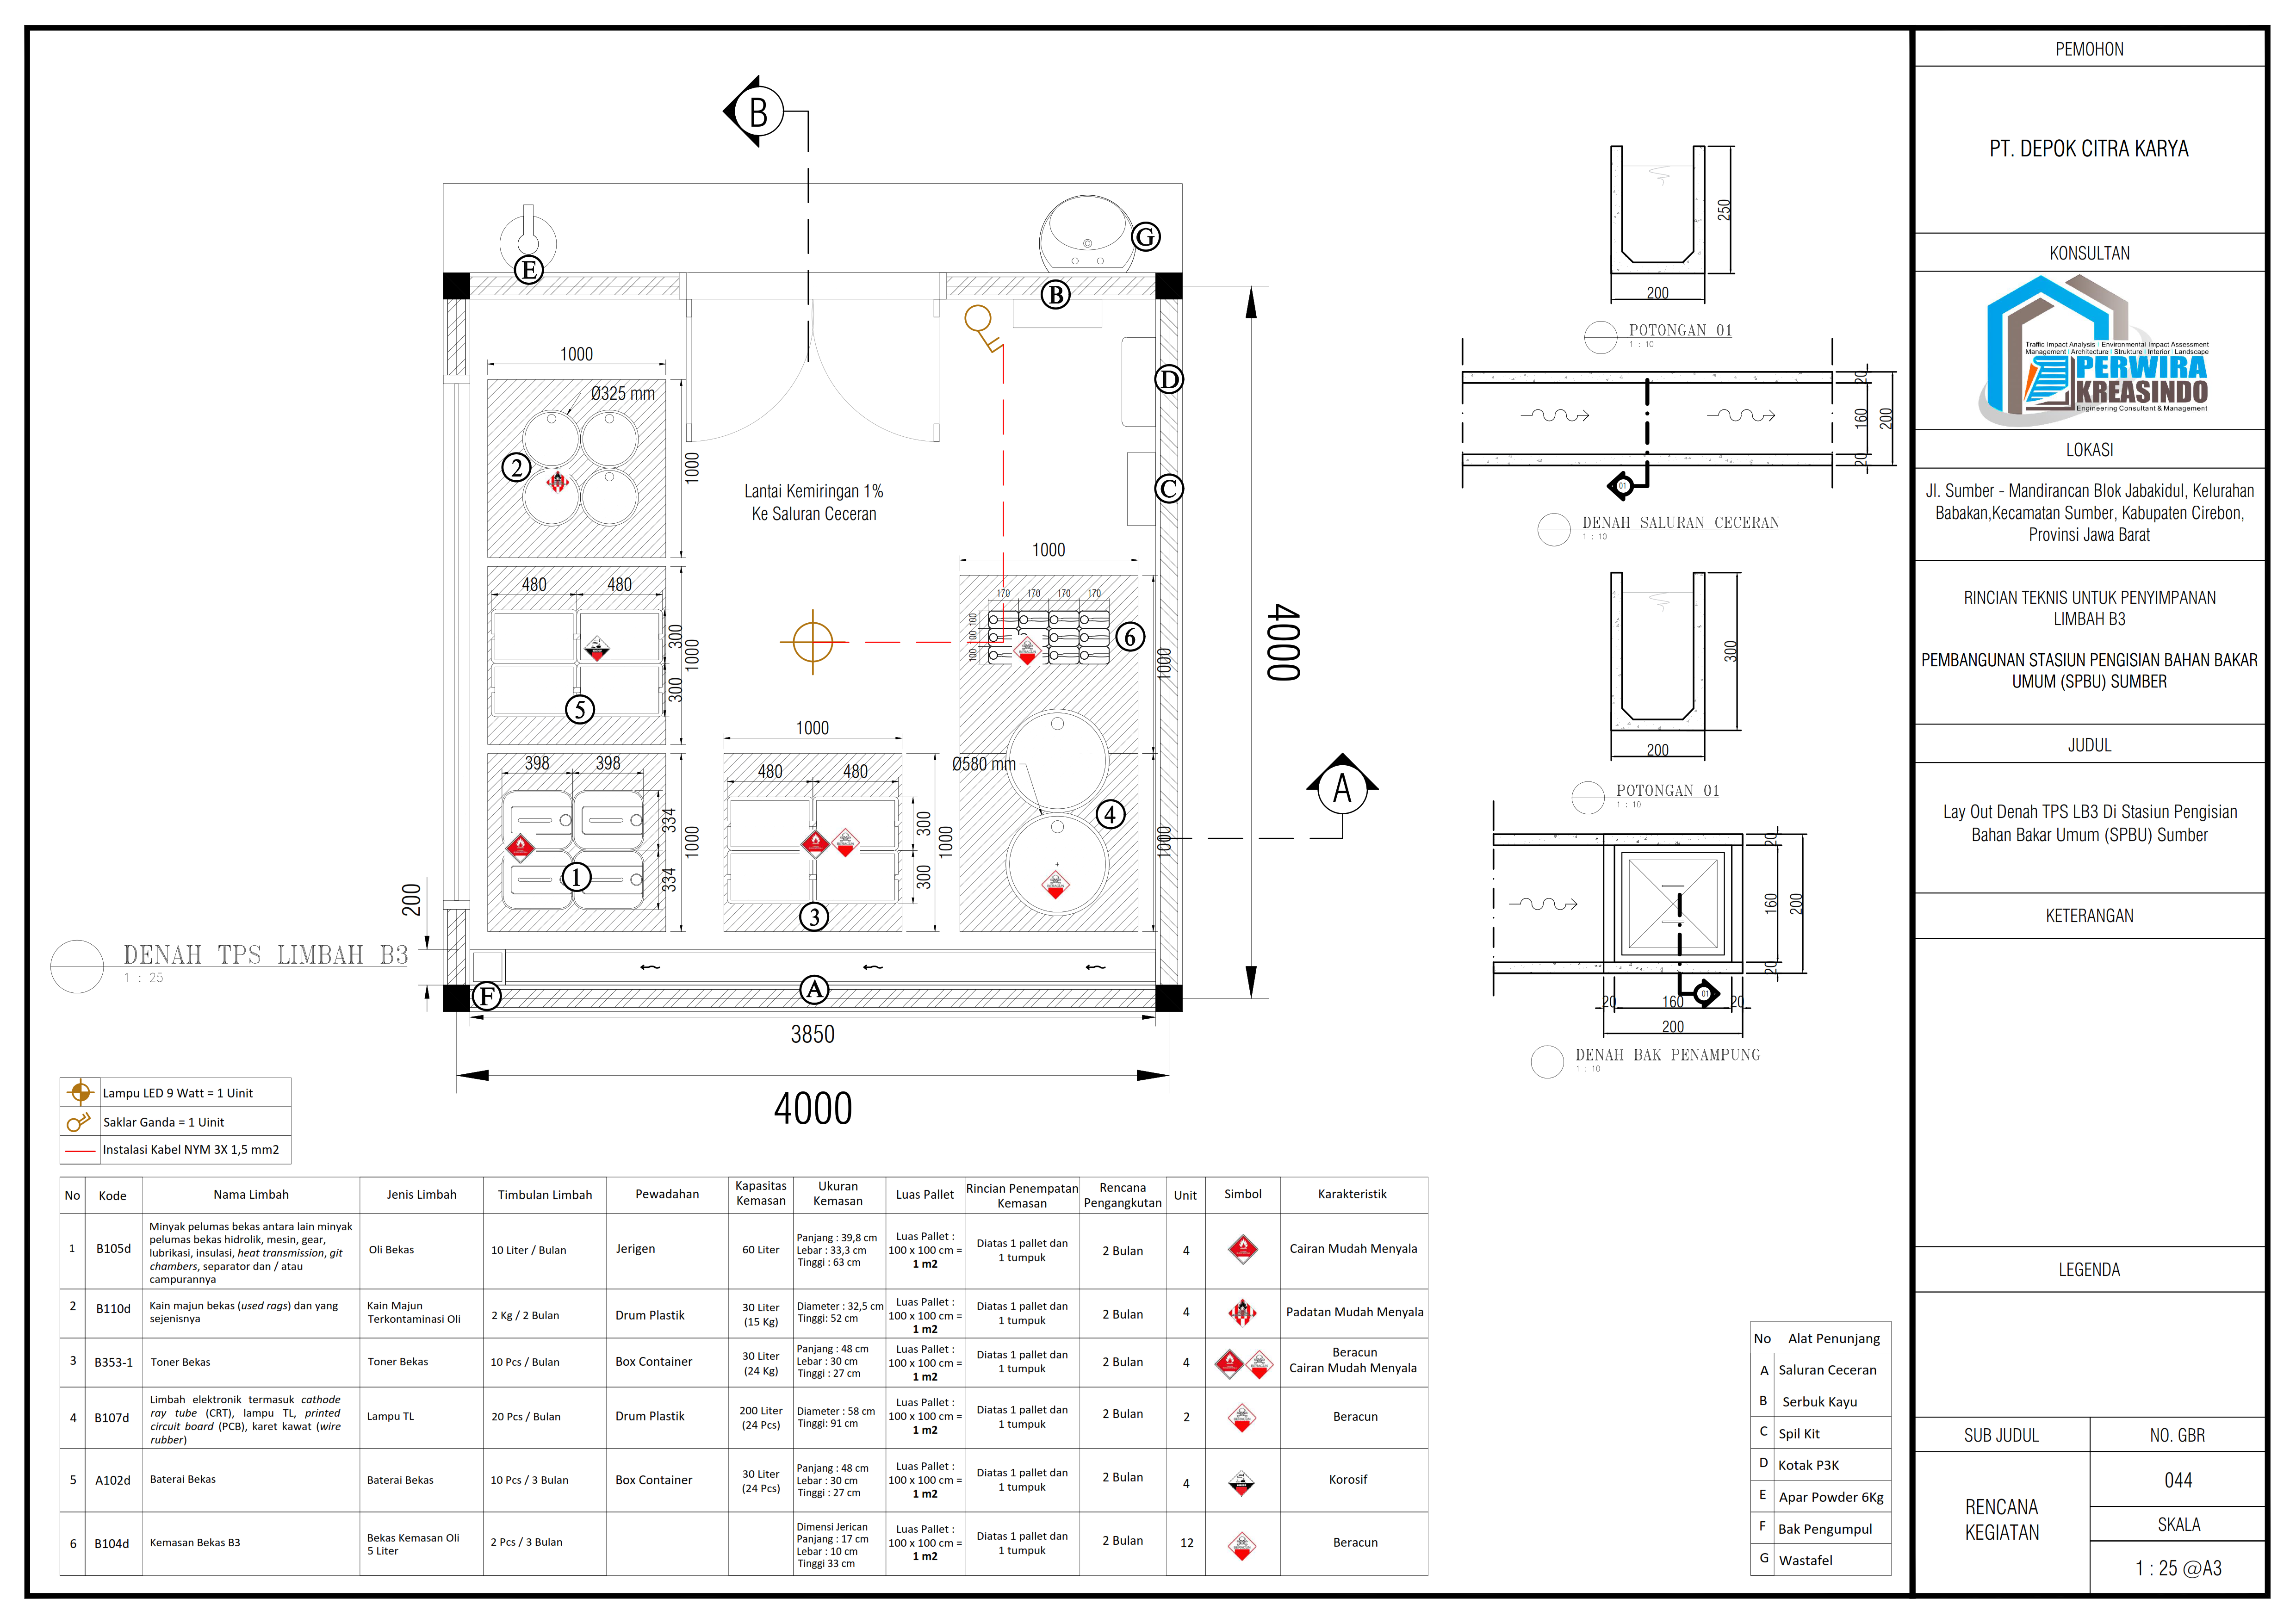 B
E
G
B
1000
Ø325 mm
2
1000
D
Lantai Kemiringan 1%
Ke Saluran Ceceran
C
1000
480
480
300
300
1000
5
170
170
170
170
100
100
100
6
1000
4000
398
398
334
334
1000
1
1000
480
480
300
300
1000
3
Ø580 mm
4
1000
A
200
F
A
3850
4000
DENAH TPS LIMBAH B3
1 : 25
250
200
POTONGAN 01
1 : 10
20
160
20
200
01
DENAH SALURAN CECERAN
1 : 10
300
200
POTONGAN 01
1 : 10
20
160
20
200
01
20
160
20
200
DENAH BAK PENAMPUNG
1 : 10
Lampu LED 9 Watt = 1 Uinit
Saklar Ganda = 1 Uinit
Instalasi Kabel NYM 3X 1,5 mm2
No
Kode
Nama Limbah
Jenis Limbah
Timbulan Limbah
Pewadahan
Kapasitas
Kemasan
Ukuran
Kemasan
Luas Pallet
Rincian Penempatan
Kemasan
Rencana
Pengangkutan
Unit
Simbol
Karakteristik
1
B105d
Minyak pelumas bekas antara lain minyak
pelumas bekas hidrolik, mesin, gear,
lubrikasi, insulasi, heat transmission, git
chambers, separator dan / atau
campurannya
Oli Bekas
10 Liter / Bulan
Jerigen
60 Liter
Panjang : 39,8 cm
Lebar : 33,3 cm
Tinggi : 63 cm
Luas Pallet :
100 x 100 cm =
1 m2
Diatas 1 pallet dan
1 tumpuk
2 Bulan
4
Cairan Mudah Menyala
2
B110d
Kain majun bekas (used rags) dan yang
sejenisnya
Kain Majun
Terkontaminasi Oli
2 Kg / 2 Bulan
Drum Plastik
30 Liter
(15 Kg)
Diameter : 32,5 cm
Tinggi: 52 cm
Luas Pallet :
100 x 100 cm =
1 m2
Diatas 1 pallet dan
1 tumpuk
2 Bulan
4
Padatan Mudah Menyala
3
B353-1
Toner Bekas
Toner Bekas
10 Pcs / Bulan
Box Container
30 Liter
(24 Kg)
Panjang : 48 cm
Lebar : 30 cm
Tinggi : 27 cm
Luas Pallet :
100 x 100 cm =
1 m2
Diatas 1 pallet dan
1 tumpuk
2 Bulan
4
Beracun
Cairan Mudah Menyala
4
B107d
Limbah elektronik termasuk cathode
ray tube (CRT), lampu TL, printed
circuit board (PCB), karet kawat (wire
rubber)
Lampu TL
20 Pcs / Bulan
Drum Plastik
200 Liter
(24 Pcs)
Diameter : 58 cm
Tinggi: 91 cm
Luas Pallet :
100 x 100 cm =
1 m2
Diatas 1 pallet dan
1 tumpuk
2 Bulan
2
Beracun
5
A102d
Baterai Bekas
Baterai Bekas
10 Pcs / 3 Bulan
Box Container
30 Liter
(24 Pcs)
Panjang : 48 cm
Lebar : 30 cm
Tinggi : 27 cm
Luas Pallet :
100 x 100 cm =
1 m2
Diatas 1 pallet dan
1 tumpuk
2 Bulan
4
Korosif
6
B104d
Kemasan Bekas B3
Bekas Kemasan Oli
5 Liter
2 Pcs / 3 Bulan
Dimensi Jerican
Panjang : 17 cm
Lebar : 10 cm
Tinggi 33 cm
Luas Pallet :
100 x 100 cm =
1 m2
Diatas 1 pallet dan
1 tumpuk
2 Bulan
12
Beracun
No Alat Penunjang
A Saluran Ceceran
B Serbuk Kayu
C Spil Kit
D Kotak P3K
E Apar Powder 6Kg
F Bak Pengumpul
G Wastafel
PEMOHON
PT. DEPOK CITRA KARYA
KONSULTAN
Traffic Impact Analysis | Environmental Impact Assessment
Management | Architecture | Strukture | Interior | Landscape
PERWIRA
KREASINDO
Engineering Consultant & Management
LOKASI
Jl. Sumber - Mandirancan Blok Jabakidul, Kelurahan
Babakan,Kecamatan Sumber, Kabupaten Cirebon,
Provinsi Jawa Barat
RINCIAN TEKNIS UNTUK PENYIMPANAN
LIMBAH B3
PEMBANGUNAN STASIUN PENGISIAN BAHAN BAKAR
UMUM (SPBU) SUMBER
JUDUL
Lay Out Denah TPS LB3 Di Stasiun Pengisian
Bahan Bakar Umum (SPBU) Sumber
KETERANGAN
LEGENDA
SUB JUDUL
NO. GBR
RENCANA
KEGIATAN
044
SKALA
1 : 25 @A3